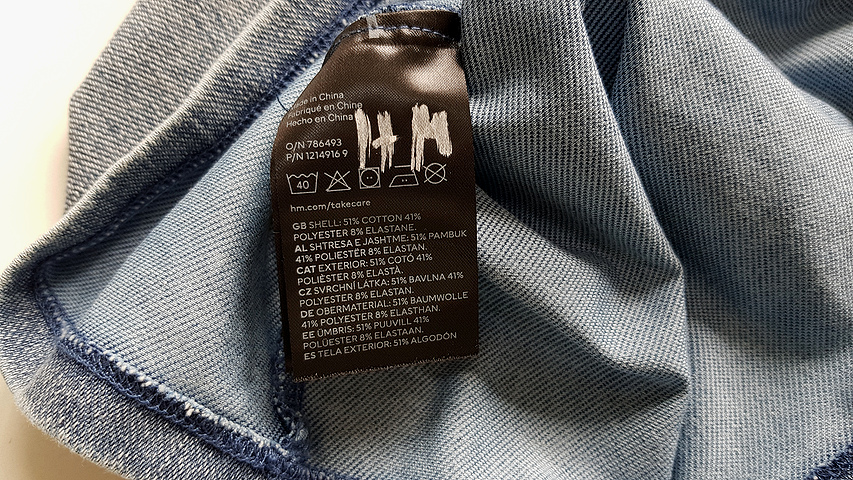 Made in China
Fabriqué en Chine
Hecho en China
H M
O/N 786493
P/N 1214916 9
40
hm.com/takecare
GB SHELL: 51% COTTON 41%
POLYESTER 8% ELASTANE.
AL SHTRESA E JASHTME: 51% PAMBUK
41% POLIESTËR 8% ELASTAN.
CAT EXTERIOR: 51% COTÓ 41%
POLIÈSTER 8% ELASTÀ.
CZ SVRCHNÍ LÁTKA: 51% BAVLNA 41%
POLYESTER 8% ELASTAN.
DE OBERMATERIAL: 51% BAUMWOLLE
41% POLYESTER 8% ELASTHAN.
EE ÜMBRIS: 51% PUUVILL 41%
POLÜESTER 8% ELASTAAN.
ES TELA EXTERIOR: 51% ALGODÓN